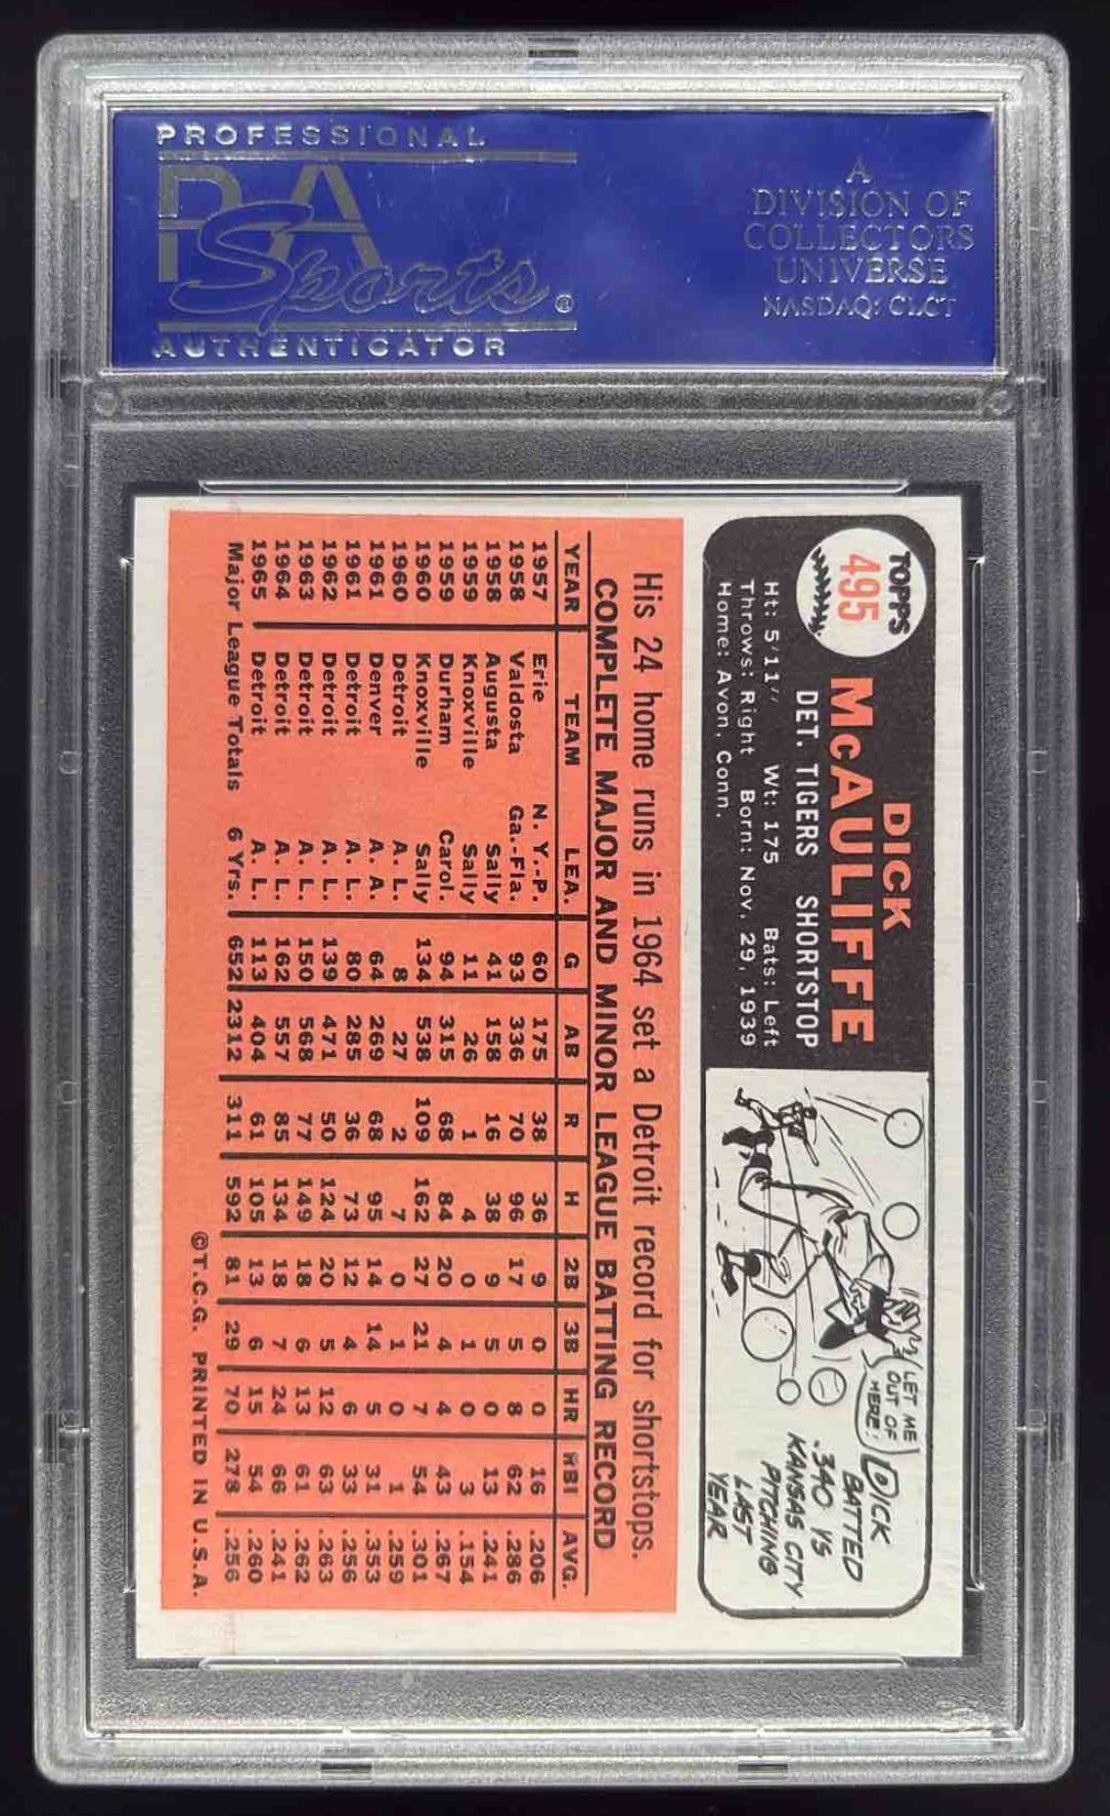 PROFESSIONAL
PSA
Sports®
AUTHENTICATOR
A
DIVISION OF
COLLECTORS
UNIVERSE
NASDAQ: CLCT
TOPPS
495
DICK
McAULIFFE
DET. TIGERS SHORTSTOP
Ht: 5'11" Wt: 175 Bats: Left
Throws: Right Born: Nov. 29, 1939
Home: Avon, Conn.
LET ME
OUT OF
HERE!
DICK
BATTED
.340 VS
KANSAS CITY
PITCHING
LAST
YEAR
His 24 home runs in 1964 set a Detroit record for shortstops.
COMPLETE MAJOR AND MINOR LEAGUE BATTING RECORD
YEAR TEAM LEA. G AB R H 2B 3B HR RBI AVG.
1957 Erie N. Y.-P. 60 175 38 36 9 0 0 16 .206
1958 Valdosta Ga.-Fla. 93 336 70 96 17 5 8 62 .286
1958 Augusta Sally 41 158 16 38 9 5 0 13 .241
1959 Knoxville Sally 11 26 1 4 0 1 0 3 .154
1959 Durham Carol. 94 315 68 84 20 4 4 43 .267
1960 Knoxville Sally 134 538 109 162 27 21 7 54 .301
1960 Detroit A. L. 8 27 2 7 0 1 0 1 .259
1961 Denver A. A. 64 269 68 95 14 14 5 31 .353
1961 Detroit A. L. 80 285 36 73 12 4 6 33 .256
1962 Detroit A. L. 139 471 50 124 20 5 12 63 .263
1963 Detroit A. L. 150 568 77 149 18 6 13 61 .262
1964 Detroit A. L. 162 557 85 134 18 7 24 66 .241
1965 Detroit A. L. 113 404 61 105 13 6 15 54 .260
Major League Totals 6 Yrs. 652 2312 311 592 81 29 70 278 .256
©T.C.G. PRINTED IN U.S.A.